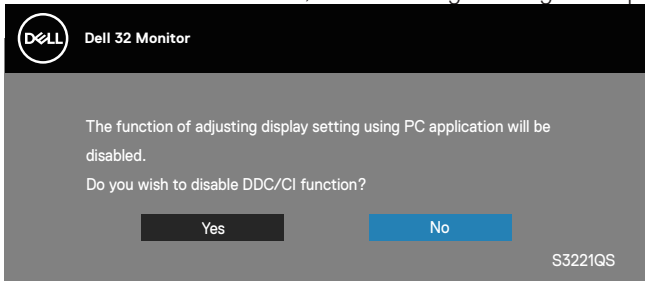 DELL
Dell 32 Monitor
The function of adjusting display setting using PC application will be
disabled.
Do you wish to disable DDC/CI function?
Yes
No
S3221QS